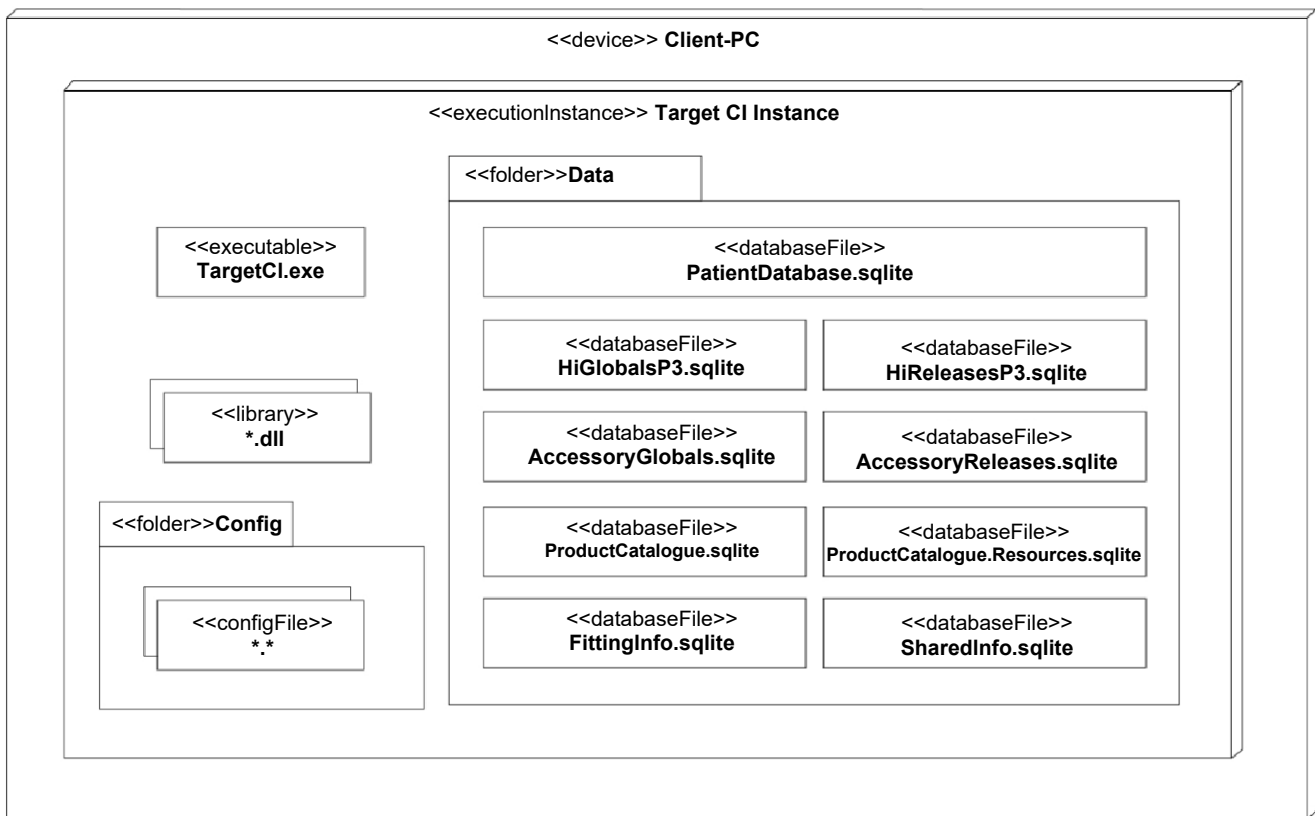 <<device>> Client-PC
<<executionInstance>> Target CI Instance
<<folder>>Data
<<executable>>
TargetCI.exe
<<databaseFile>>
PatientDatabase.sqlite
<<databaseFile>>
HiGlobalsP3.sqlite
<<databaseFile>>
HiReleasesP3.sqlite
<<library>>
*.dll
<<databaseFile>>
AccessoryGlobals.sqlite
<<databaseFile>>
AccessoryReleases.sqlite
<<folder>>Config
<<databaseFile>>
ProductCatalogue.sqlite
<<databaseFile>>
ProductCatalogue.Resources.sqlite
<<configFile>>
*.*
<<databaseFile>>
FittingInfo.sqlite
<<databaseFile>>
SharedInfo.sqlite